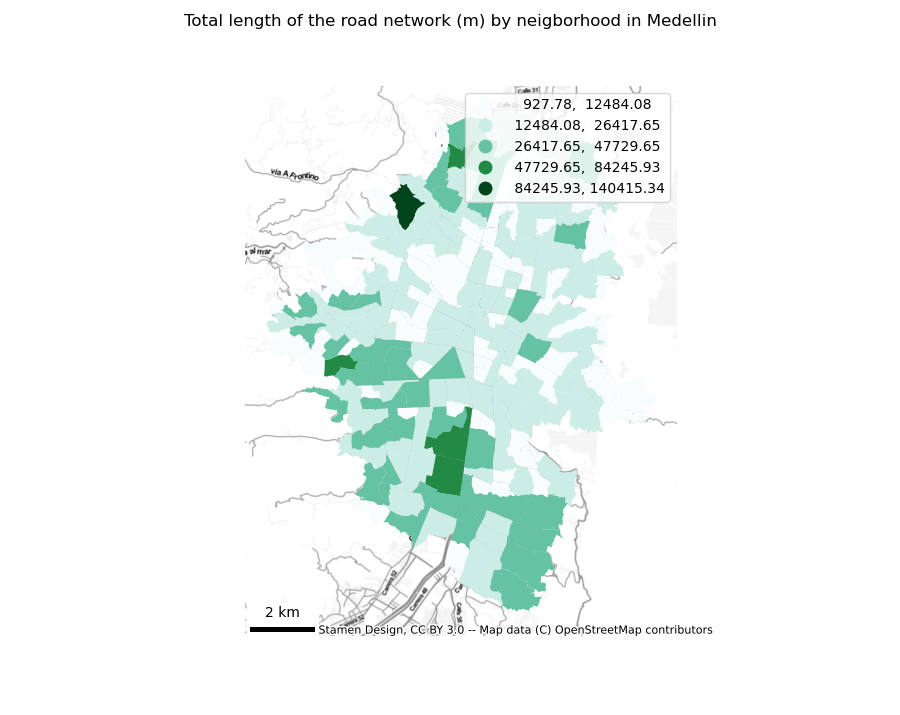 Total length of the road network (m) by neigborhood in Medellin
927.78, 12484.08
12484.08, 26417.65
26417.65, 47729.65
47729.65, 84245.93
84245.93, 140415.34
Calle 31
vía A Frontino
al mar
Carrera 52
Carrera 48
2 km
Stamen Design, CC BY 3.0 -- Map data (C) OpenStreetMap contributors